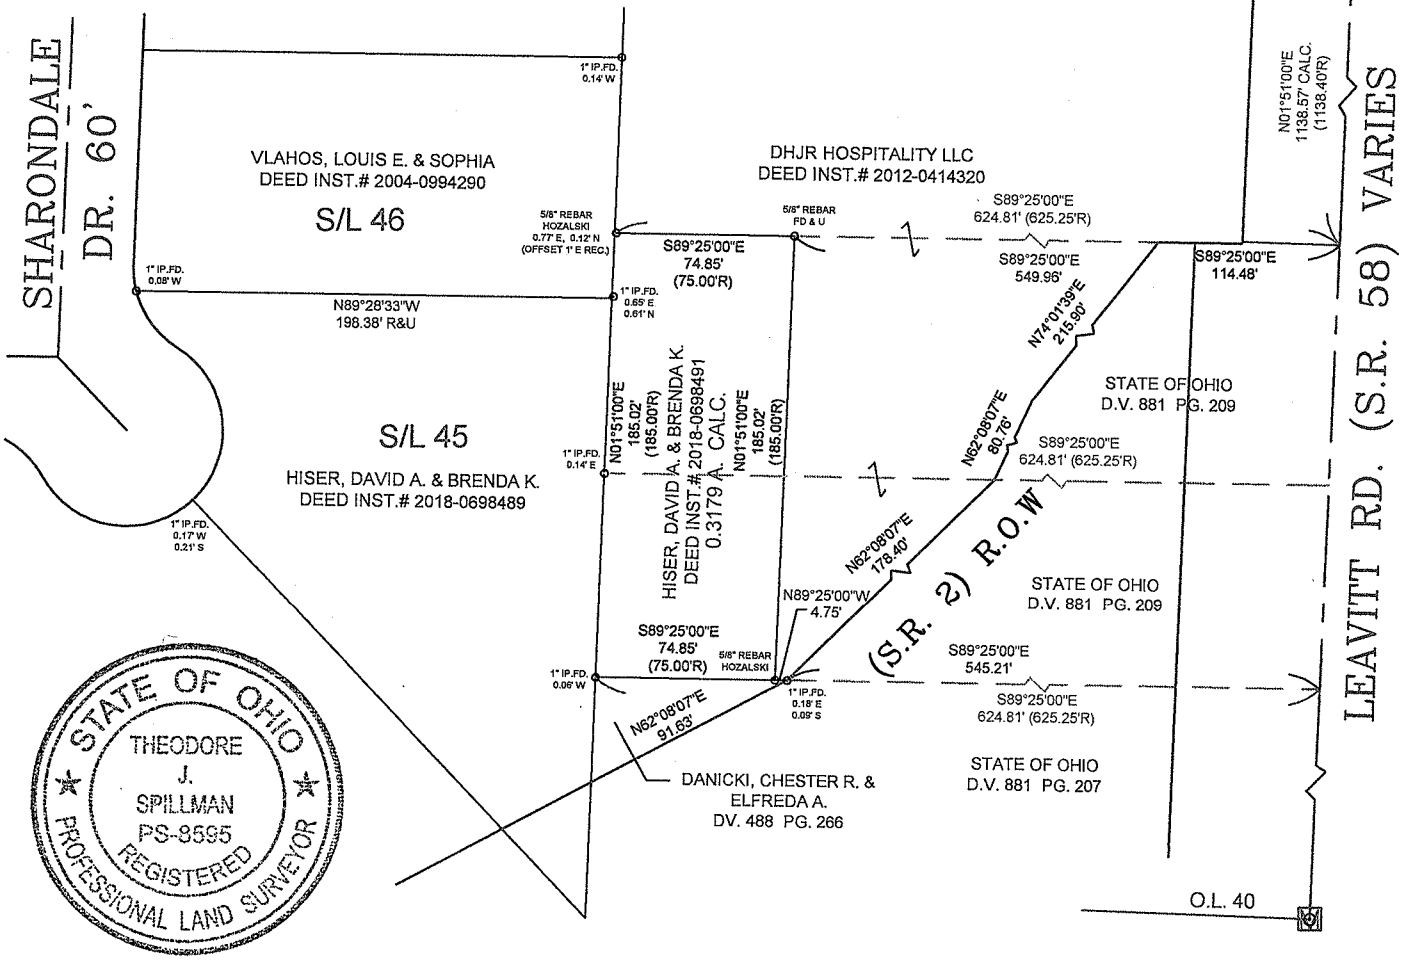 SHARONDALE
DR. 60'
1" IP.FD.
0.14' W
VLAHOS, LOUIS E. & SOPHIA
DEED INST.# 2004-0994290
S/L 46
DHJR HOSPITALITY LLC
DEED INST.# 2012-0414320
N01°51'00"E
1138.57' CALC.
(1138.40'R)
LEAVITT RD. (S.R. 58) VARIES
5/8" REBAR
HOZALSKI
0.77' E, 0.12' N
(OFFSET 1' E REC.)
5/8" REBAR
FD & U
S89°25'00"E
624.81' (625.25'R)
S89°25'00"E
74.85'
(75.00'R)
S89°25'00"E
549.96'
S89°25'00"E
114.48'
1" IP.FD.
0.08' W
N89°28'33"W
198.38' R&U
1" IP.FD.
0.65' E.
0.61' N
N74°01'39"E
215.90'
S/L 45
HISER, DAVID A. & BRENDA K.
DEED INST.# 2018-0698489
N01°51'00"E
185.02'
(185.00'R)
HISER, DAVID A. & BRENDA K.
DEED INST.# 2018-0698491
0.3179 A. CALC.
N01°51'00"E
185.02'
(185.00'R)
STATE OF OHIO
D.V. 881 PG. 209
N62°08'07"E
80.76'
S89°25'00"E
624.81' (625.25'R)
1" IP.FD.
0.14' E
1" IP.FD.
0.17' W
0.21' S
N62°08'07"E
178.40'
(S.R. 2) R.O.W
STATE OF OHIO
D.V. 881 PG. 209
N89°25'00"W
4.75'
S89°25'00"E
74.85'
(75.00'R)
5/8" REBAR
HOZALSKI
S89°25'00"E
545.21'
1" IP.FD.
0.06' W
1" IP.FD.
0.18' E
0.09' S
S89°25'00"E
624.81' (625.25'R)
N62°08'07"E
91.63'
DANICKI, CHESTER R. &
ELFREDA A.
DV. 488 PG. 266
STATE OF OHIO
D.V. 881 PG. 207
O.L. 40
STATE OF OHIO
THEODORE
J.
SPILLMAN
PS-8595
REGISTERED
PROFESSIONAL LAND SURVEYOR